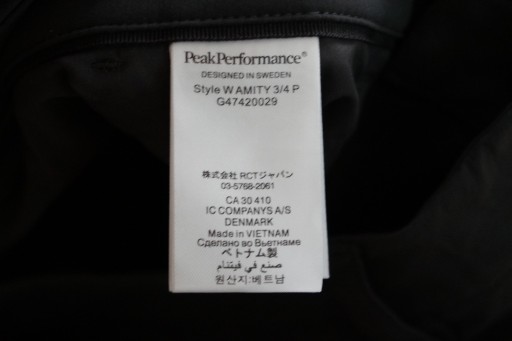 PeakPerformance®
DESIGNED IN SWEDEN
Style W AMITY 3/4 P
G47420029
株式会社 RCTジャパン
03-5768-2061
CA 30 410
IC COMPANYS A/S
DENMARK
Made in VIETNAM
Сделано во Вьетнаме
ベトナム製
صنع في فيتنام
원산지:베트남